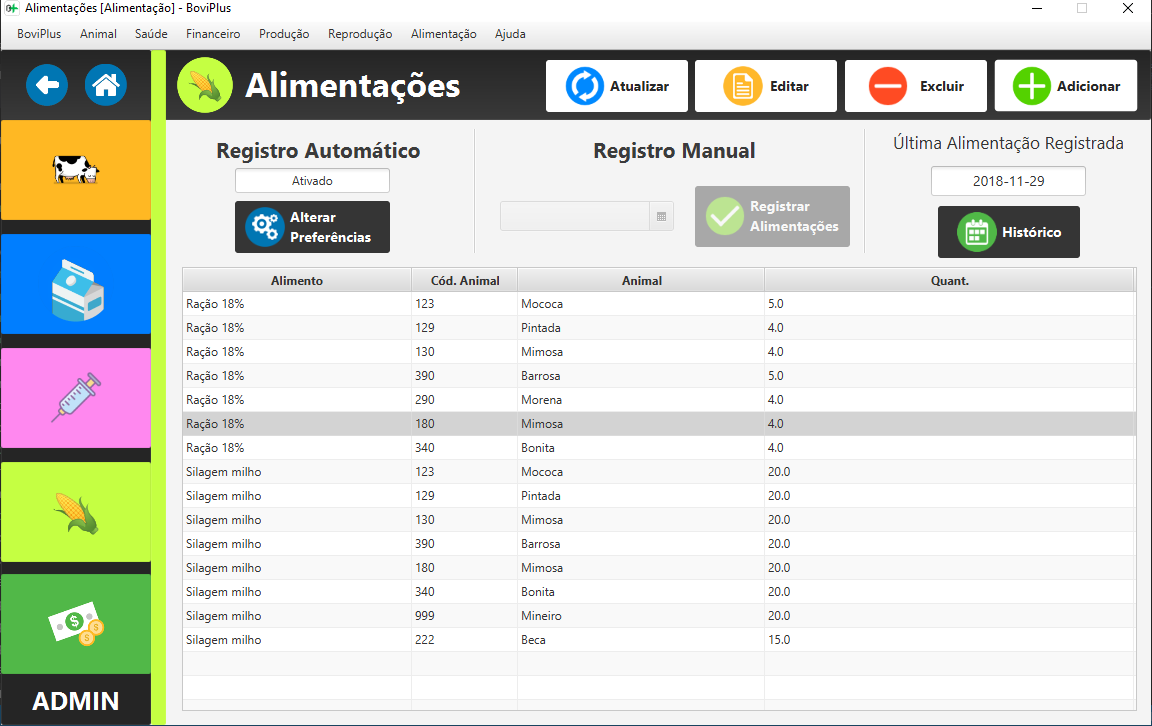 Alimentações [Alimentação] - BoviPlus
BoviPlus Animal Saúde Financeiro Produção Reprodução Alimentação Ajuda
Alimentações
Atualizar
Editar
Excluir
Adicionar
Registro Automático
Ativado
Alterar
Preferências
Registro Manual
Registrar
Alimentações
Última Alimentação Registrada
2018-11-29
Histórico
Alimento Cód. Animal Animal Quant.
Ração 18% 123 Mococa 5.0
Ração 18% 129 Pintada 4.0
Ração 18% 130 Mimosa 4.0
Ração 18% 390 Barrosa 5.0
Ração 18% 290 Morena 4.0
Ração 18% 180 Mimosa 4.0
Ração 18% 340 Bonita 4.0
Silagem milho 123 Mococa 20.0
Silagem milho 129 Pintada 20.0
Silagem milho 130 Mimosa 20.0
Silagem milho 390 Barrosa 20.0
Silagem milho 180 Mimosa 20.0
Silagem milho 340 Bonita 20.0
Silagem milho 999 Mineiro 20.0
Silagem milho 222 Beca 15.0
ADMIN